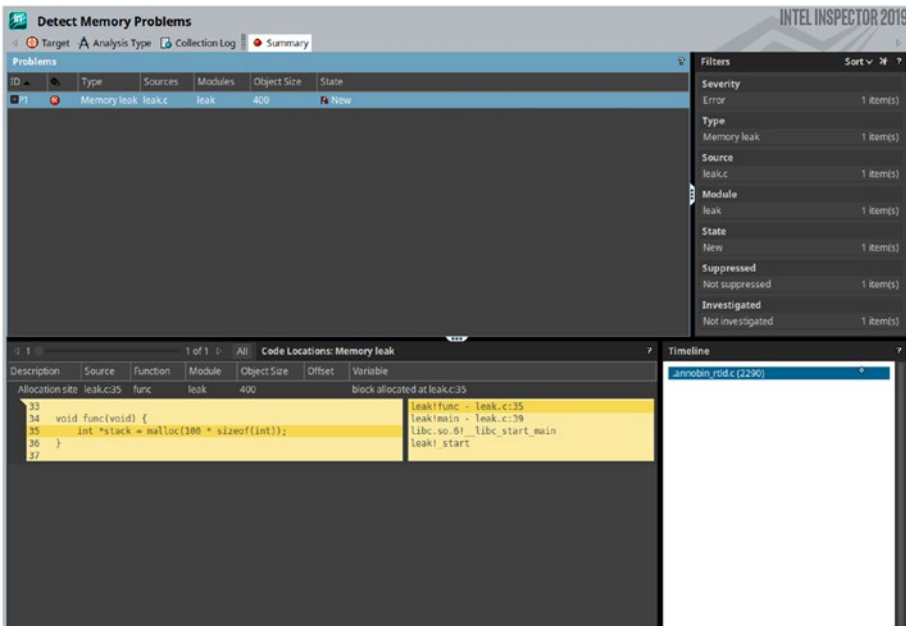 Detect Memory Problems
INTEL INSPECTOR 2019
Target Analysis Type Collection Log Summary
Problems
ID Type Sources Modules Object Size State
P1 Memory leak leak.c leak 400 New
Filters Sort ?
Severity
Error 1 item(s)
Type
Memory leak 1 item(s)
Source
leak.c 1 item(s)
Module
leak 1 item(s)
State
New 1 item(s)
Suppressed
Not suppressed 1 item(s)
Investigated
Not investigated 1 item(s)
1 1 of 1 All Code Locations: Memory leak ?
Description Source Function Module Object Size Offset Variable
Allocation site leak.c:35 func leak 400 block allocated at leak.c:35
33
34 void func(void) {
35 int *stack = malloc(100 * sizeof(int));
36 }
37
leak!func - leak.c:35
leak!main - leak.c:39
libc.so.6!__libc_start_main
leak!_start
Timeline ?
.annobin_rtld.c (2290)